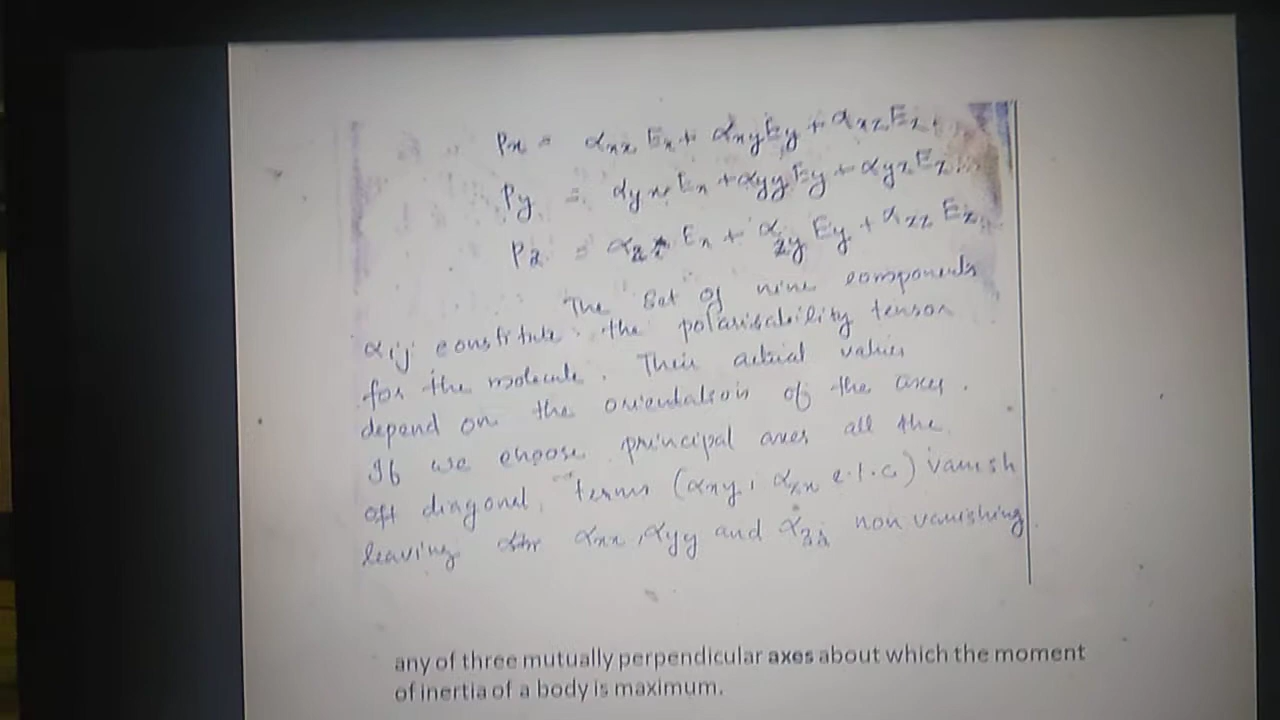 Px = αxx Ex + αxy Ey + αxz Ez.
Py = αyx Ex + αyy Ey + αyz Ez...
Pz = αzx Ex + αzy Ey + αzz Ez.
The set of nine components
αij constitute the polarisability tensor
for the molecule. Their actual values
depend on the orientation of the axes.
If we choose principal axes all the
off diagonal terms (αxy, αzx e.t.c) vanish
leaving αxx, αyy and αzz non vanishing.
any of three mutually perpendicular axes about which the moment
of inertia of a body is maximum.